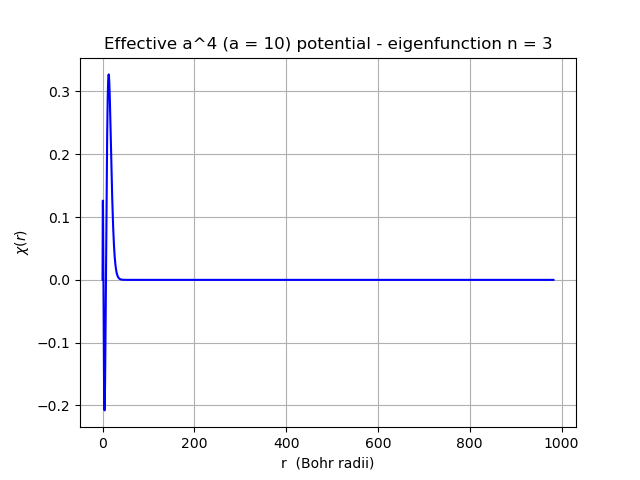 Effective a^4 (a = 10) potential - eigenfunction n = 3
0.3
0.2
0.1
0.0
−0.1
−0.2
χ(r)
0 200 400 600 800 1000
r  (Bohr radii)